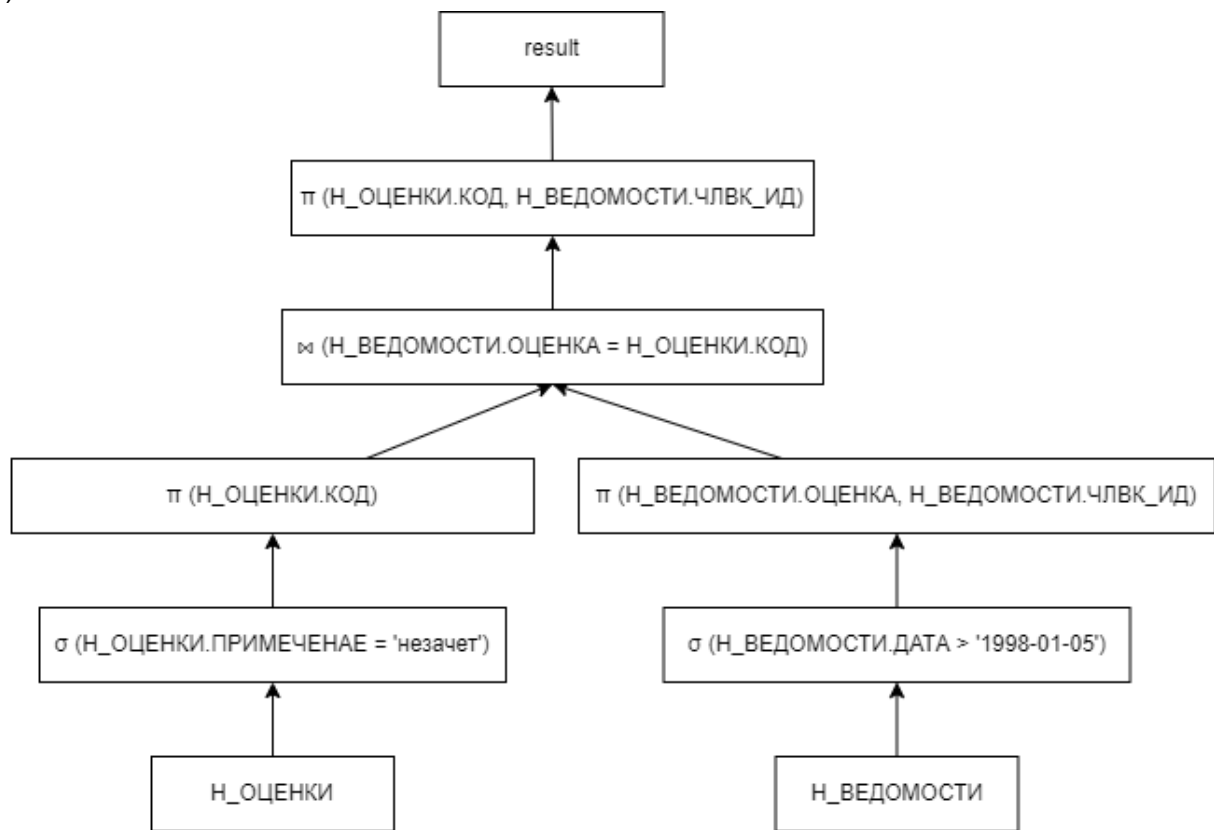 )
result
π (Н_ОЦЕНКИ.КОД, Н_ВЕДОМОСТИ.ЧЛВК_ИД)
⋈ (Н_ВЕДОМОСТИ.ОЦЕНКА = Н_ОЦЕНКИ.КОД)
π (Н_ОЦЕНКИ.КОД)
π (Н_ВЕДОМОСТИ.ОЦЕНКА, Н_ВЕДОМОСТИ.ЧЛВК_ИД)
σ (Н_ОЦЕНКИ.ПРИМЕЧЕНАЕ = 'незачет')
σ (Н_ВЕДОМОСТИ.ДАТА > '1998-01-05')
Н_ОЦЕНКИ
Н_ВЕДОМОСТИ